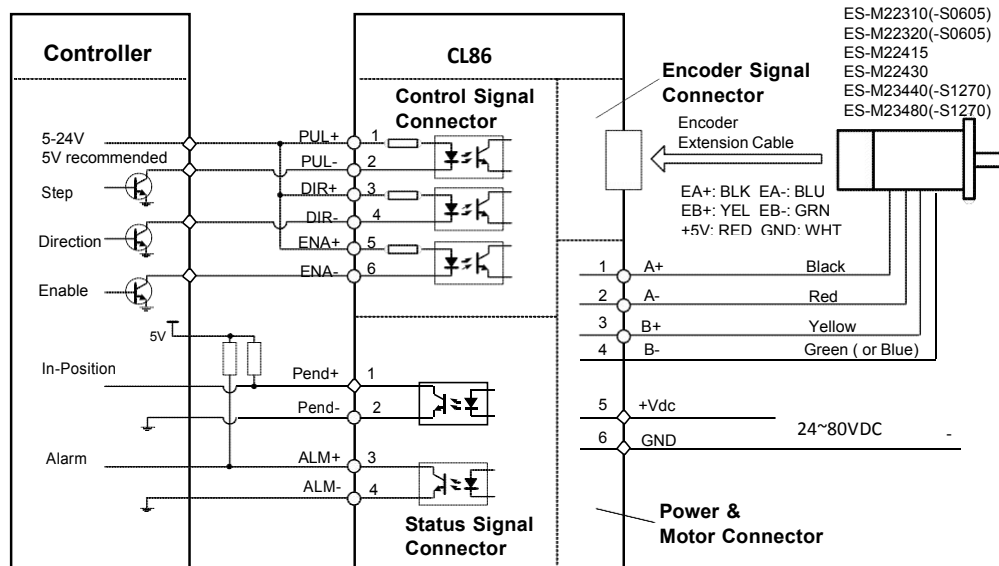 ES-M22310(-S0605)
ES-M22320(-S0605)
ES-M22415
ES-M22430
ES-M23440(-S1270)
ES-M23480(-S1270)
Controller
CL86
Control Signal
Connector
Encoder Signal
Connector
Encoder
Extension Cable
EA+: BLK EA-: BLU
EB+: YEL EB-: GRN
+5V: RED GND: WHT
5-24V
5V recommended
Step
Direction
Enable
PUL+ 1
PUL- 2
DIR+ 3
DIR- 4
ENA+ 5
ENA- 6
1 A+ Black
2 A- Red
3 B+ Yellow
4 B- Green ( or Blue)
5 +Vdc
24~80VDC -
6 GND
5V
In-Position
Pend+ 1
Pend- 2
Alarm
ALM+ 3
ALM- 4
Status Signal
Connector
Power &
Motor Connector